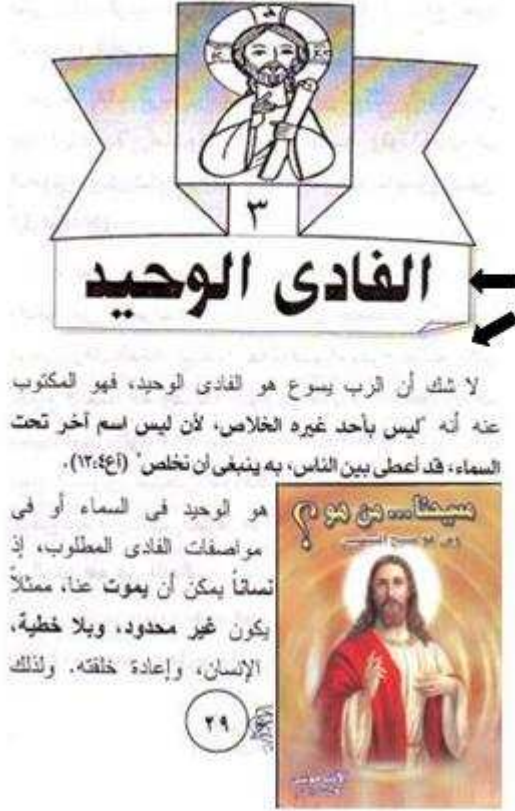 ٣
الفادى الوحيد
لا شك أن الرب يسوع هو الفادى الوحيد، فهو المكتوب
عنه أنه "ليس بأحد غيره الخلاص، لأن ليس اسم آخر تحت
السماء، قد أعطى بين الناس، به ينبغى أن نخلص" (أع٤:١٢).
هو الوحيد فى السماء أو فى
مواصفات الفادى المطلوب، إذ
نساناً يمكن أن يموت عنا، ممثلاً
يكون غير محدود، وبلا خطية،
الإنسان، وإعادة خلقته. ولذلك
مسيحنا... من هو؟
٢٩